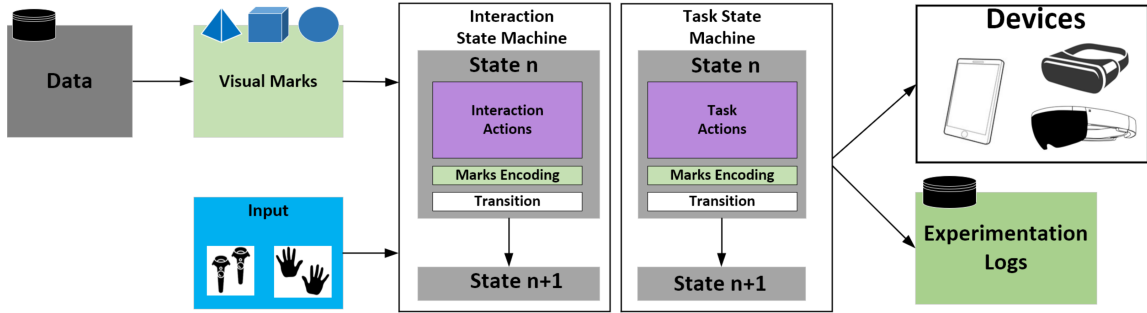 Data
Visual Marks
Input
Interaction
State Machine
State n
Interaction
Actions
Marks Encoding
Transition
State n+1
Task State
Machine
State n
Task
Actions
Marks Encoding
Transition
State n+1
Devices
Experimentation
Logs